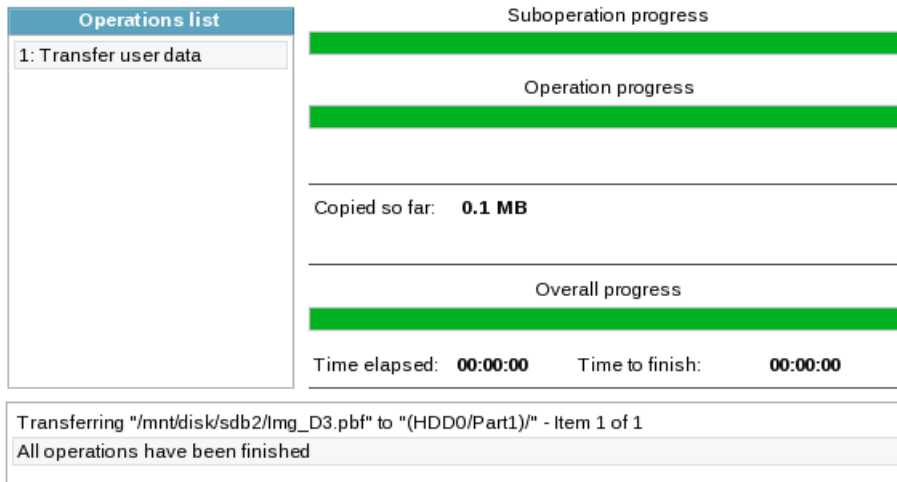 Operations list
1: Transfer user data
Suboperation progress
Operation progress
Copied so far: 0.1 MB
Overall progress
Time elapsed: 00:00:00 Time to finish: 00:00:00
Transferring "/mnt/disk/sdb2/Img_D3.pbf" to "(HDD0/Part1)/" - Item 1 of 1
All operations have been finished